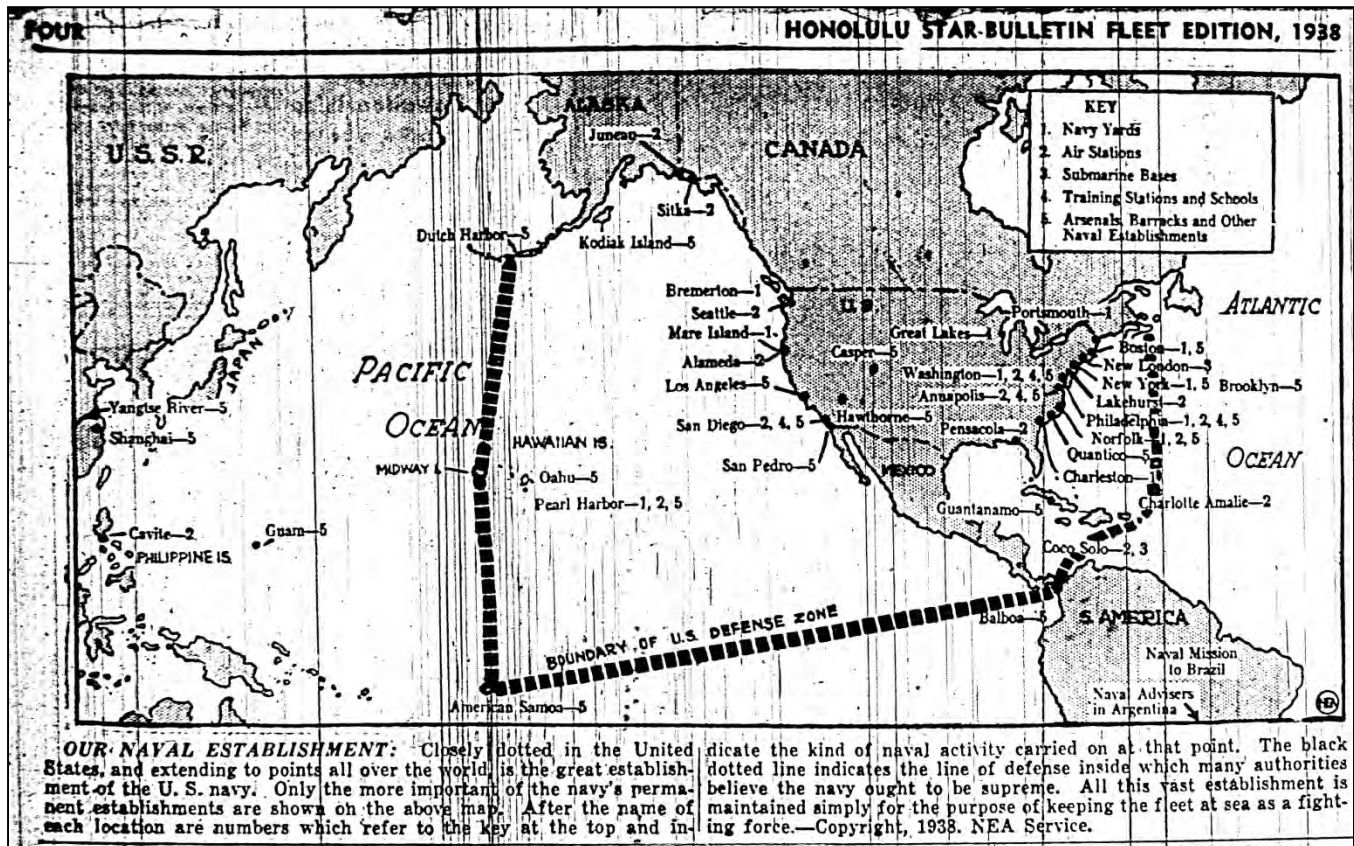 FOUR
HONOLULU STAR-BULLETIN FLEET EDITION, 1938
KEY
1. Navy Yards
2. Air Stations
3. Submarine Bases
4. Training Stations and Schools
5. Arsenals, Barracks and Other
Naval Establishments
ALASKA
Juneau—2
U.S.S.R.
CANADA
Sitka—2
Dutch Harbor—5
Kodiak Island—5
Bremerton—1
Seattle—2
U.
Portsmouth—1
ATLANTIC
Mare Island—1
Great Lakes—4
JAPAN
PACIFIC
Alameda—2
Casper—5
Boston—1, 5
Washington—1, 2, 4, 5
New London—3
Los Angeles—5
Annapolis—2, 4, 5
New York—1, 5
Brooklyn—5
Lakehurst—2
Yangtse River—5
OCEAN
San Diego—2, 4, 5
Hawthorne—5
Pensacola—2
Philadelphia—1, 2, 4, 5
Shanghai—5
HAWAIIAN IS.
Norfolk—1, 2, 5
Quantico—5
OCEAN
MIDWAY I.
San Pedro—5
MEXICO
Oahu—5
Charleston—1
Pearl Harbor—1, 2, 5
Guantanamo—5
Charlotte Amalie—2
Cavite—2
Guam—5
PHILIPPINE IS.
Coco Solo—2, 3
BOUNDARY OF U.S. DEFENSE ZONE
Balboa—5
S. AMERICA
Naval Mission
to Brazil
American Samoa—5
Naval Advisers
in Argentina
NEA
OUR NAVAL ESTABLISHMENT: Closely dotted in the United
States, and extending to points all over the world, is the great establish-
ment of the U. S. navy. Only the more important of the navy's perma-
nent establishments are shown on the above map. After the name of
each location are numbers which refer to the key at the top and in-
dicate the kind of naval activity carried on at that point. The black
dotted line indicates the line of defense inside which many authorities
believe the navy ought to be supreme. All this vast establishment is
maintained simply for the purpose of keeping the fleet at sea as a fight-
ing force.—Copyright, 1938. NEA Service.